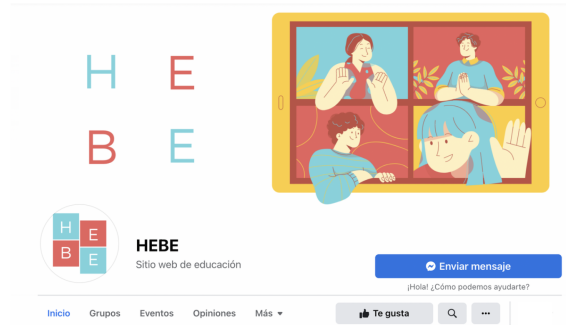 H E
B E
H E
B E
HEBE
Sitio web de educación
Enviar mensaje
¡Hola! ¿Cómo podemos ayudarte?
Inicio Grupos Eventos Opiniones Más Te gusta